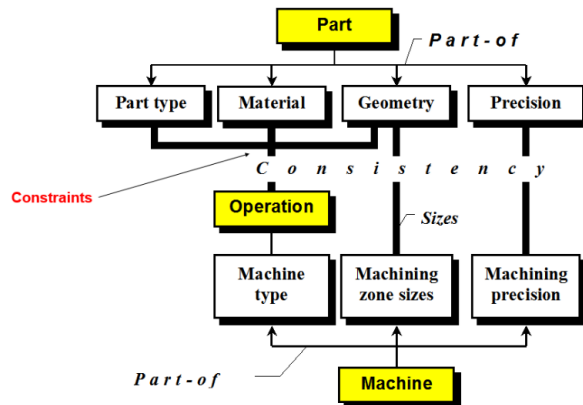 Part
Part-of
Part type
Material
Geometry
Precision
Consistency
Constraints
Operation
Sizes
Machine
type
Machining
zone sizes
Machining
precision
Part-of
Machine